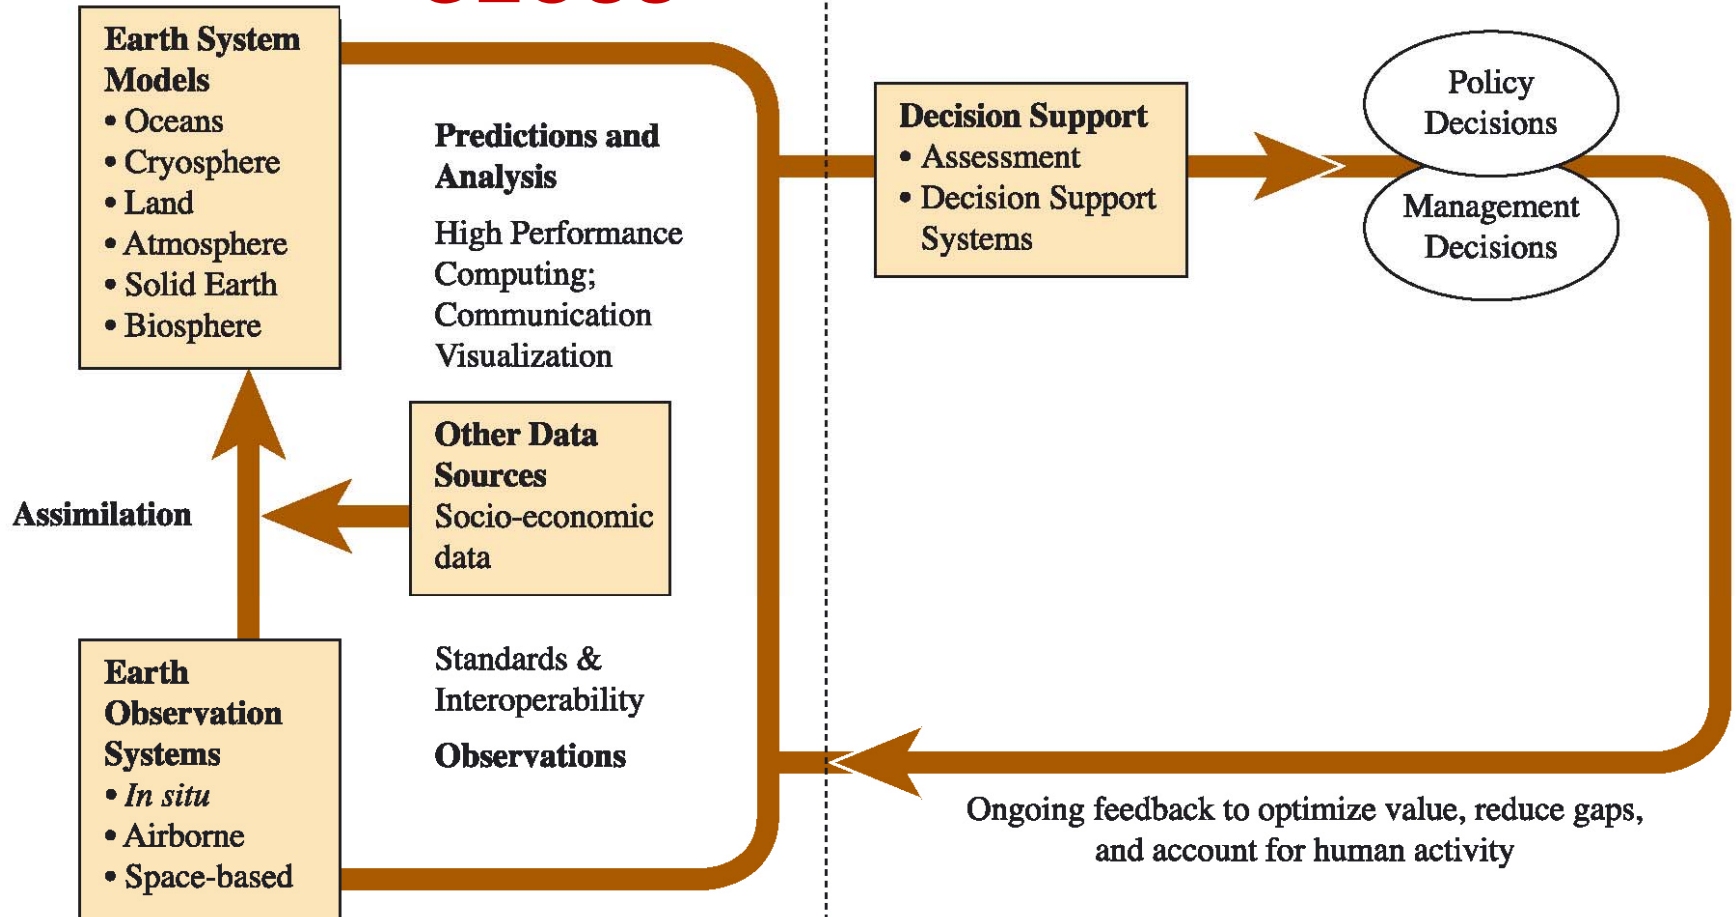 Earth System
Models
• Oceans
• Cryosphere
• Land
• Atmosphere
• Solid Earth
• Biosphere
Predictions and
Analysis
High Performance
Computing;
Communication
Visualization
Other Data
Sources
Socio-economic
data
Assimilation
Earth
Observation
Systems
• In situ
• Airborne
• Space-based
Standards &
Interoperability
Observations
Decision Support
• Assessment
• Decision Support
Systems
Policy
Decisions
Management
Decisions
Ongoing feedback to optimize value, reduce gaps,
and account for human activity